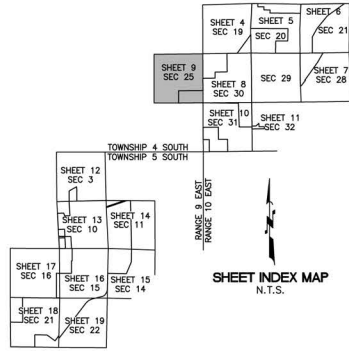 SHEET 4
SEC 19
SHEET 5
SEC 20
SHEET 6
SEC 21
SHEET 9
SEC 25
SHEET 8
SEC 30
SEC 29
SHEET 7
SEC 28
SHEET 10
SEC 31
SHEET 11
SEC 32
TOWNSHIP 4 SOUTH
TOWNSHIP 5 SOUTH
RANGE 9 EAST
RANGE 10 EAST
SHEET 12
SEC 3
SHEET 13
SEC 10
SHEET 14
SEC 11
SHEET 17
SEC 16
SHEET 16
SEC 15
SHEET 15
SEC 14
SHEET 18
SEC 21
SHEET 19
SEC 22
N
SHEET INDEX MAP
N.T.S.